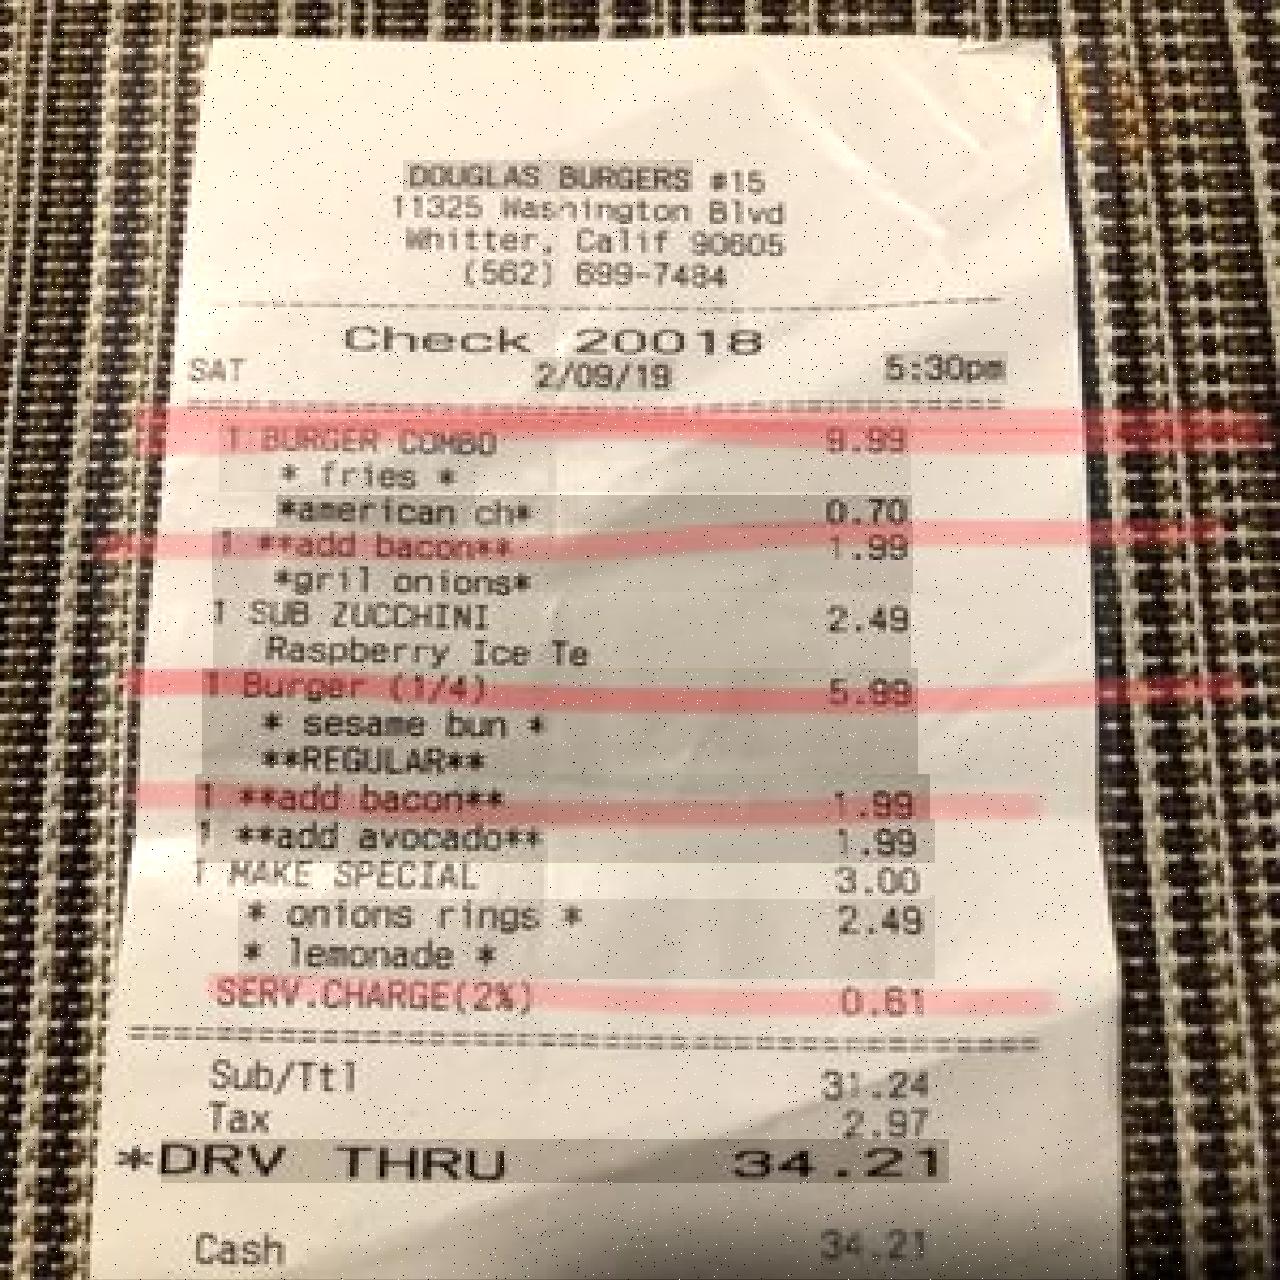 DOUGLAS BURGERS #15
11325 Washington Blvd
Whitter, Calif 90605
(562) 699-7484
Check 20018
SAT 2/09/19 5:30pm
1 BURGER COMBO 9.99
* fries *
*american ch* 0.70
1 **add bacon** 1.99
*gril onions*
1 SUB ZUCCHINI 2.49
Raspberry Ice Te
1 Burger (1/4) 5.99
* sesame bun *
**REGULAR**
1 **add bacon** 1.99
1 **add avocado** 1.99
1 MAKE SPECIAL 3.00
* onions rings * 2.49
* lemonade *
SERV.CHARGE(2%) 0.61
Sub/Ttl 31.24
Tax 2.97
*DRV THRU 34.21
Cash 34.21